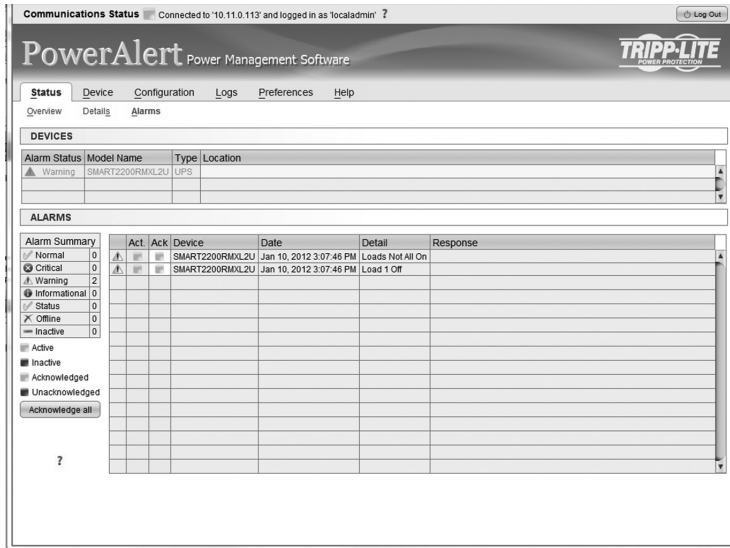 Communications Status Connected to '10.11.0.113' and logged in as 'localadmin' ? Log Out
PowerAlert Power Management Software
TRIPP·LITE
POWER PROTECTION
Status Device Configuration Logs Preferences Help
Overview Details Alarms
DEVICES
Alarm Status Model Name Type Location
Warning SMART2200RMXL2U UPS
ALARMS
Alarm Summary
Normal 0
Critical 0
Warning 2
Informational 0
Status 0
Offline 0
Inactive 0
Active
Inactive
Acknowledged
Unacknowledged
Acknowledge all
?
Act. Ack Device Date Detail Response
SMART2200RMXL2U Jan 10, 2012 3:07:46 PM Loads Not All On
SMART2200RMXL2U Jan 10, 2012 3:07:46 PM Load 1 Off